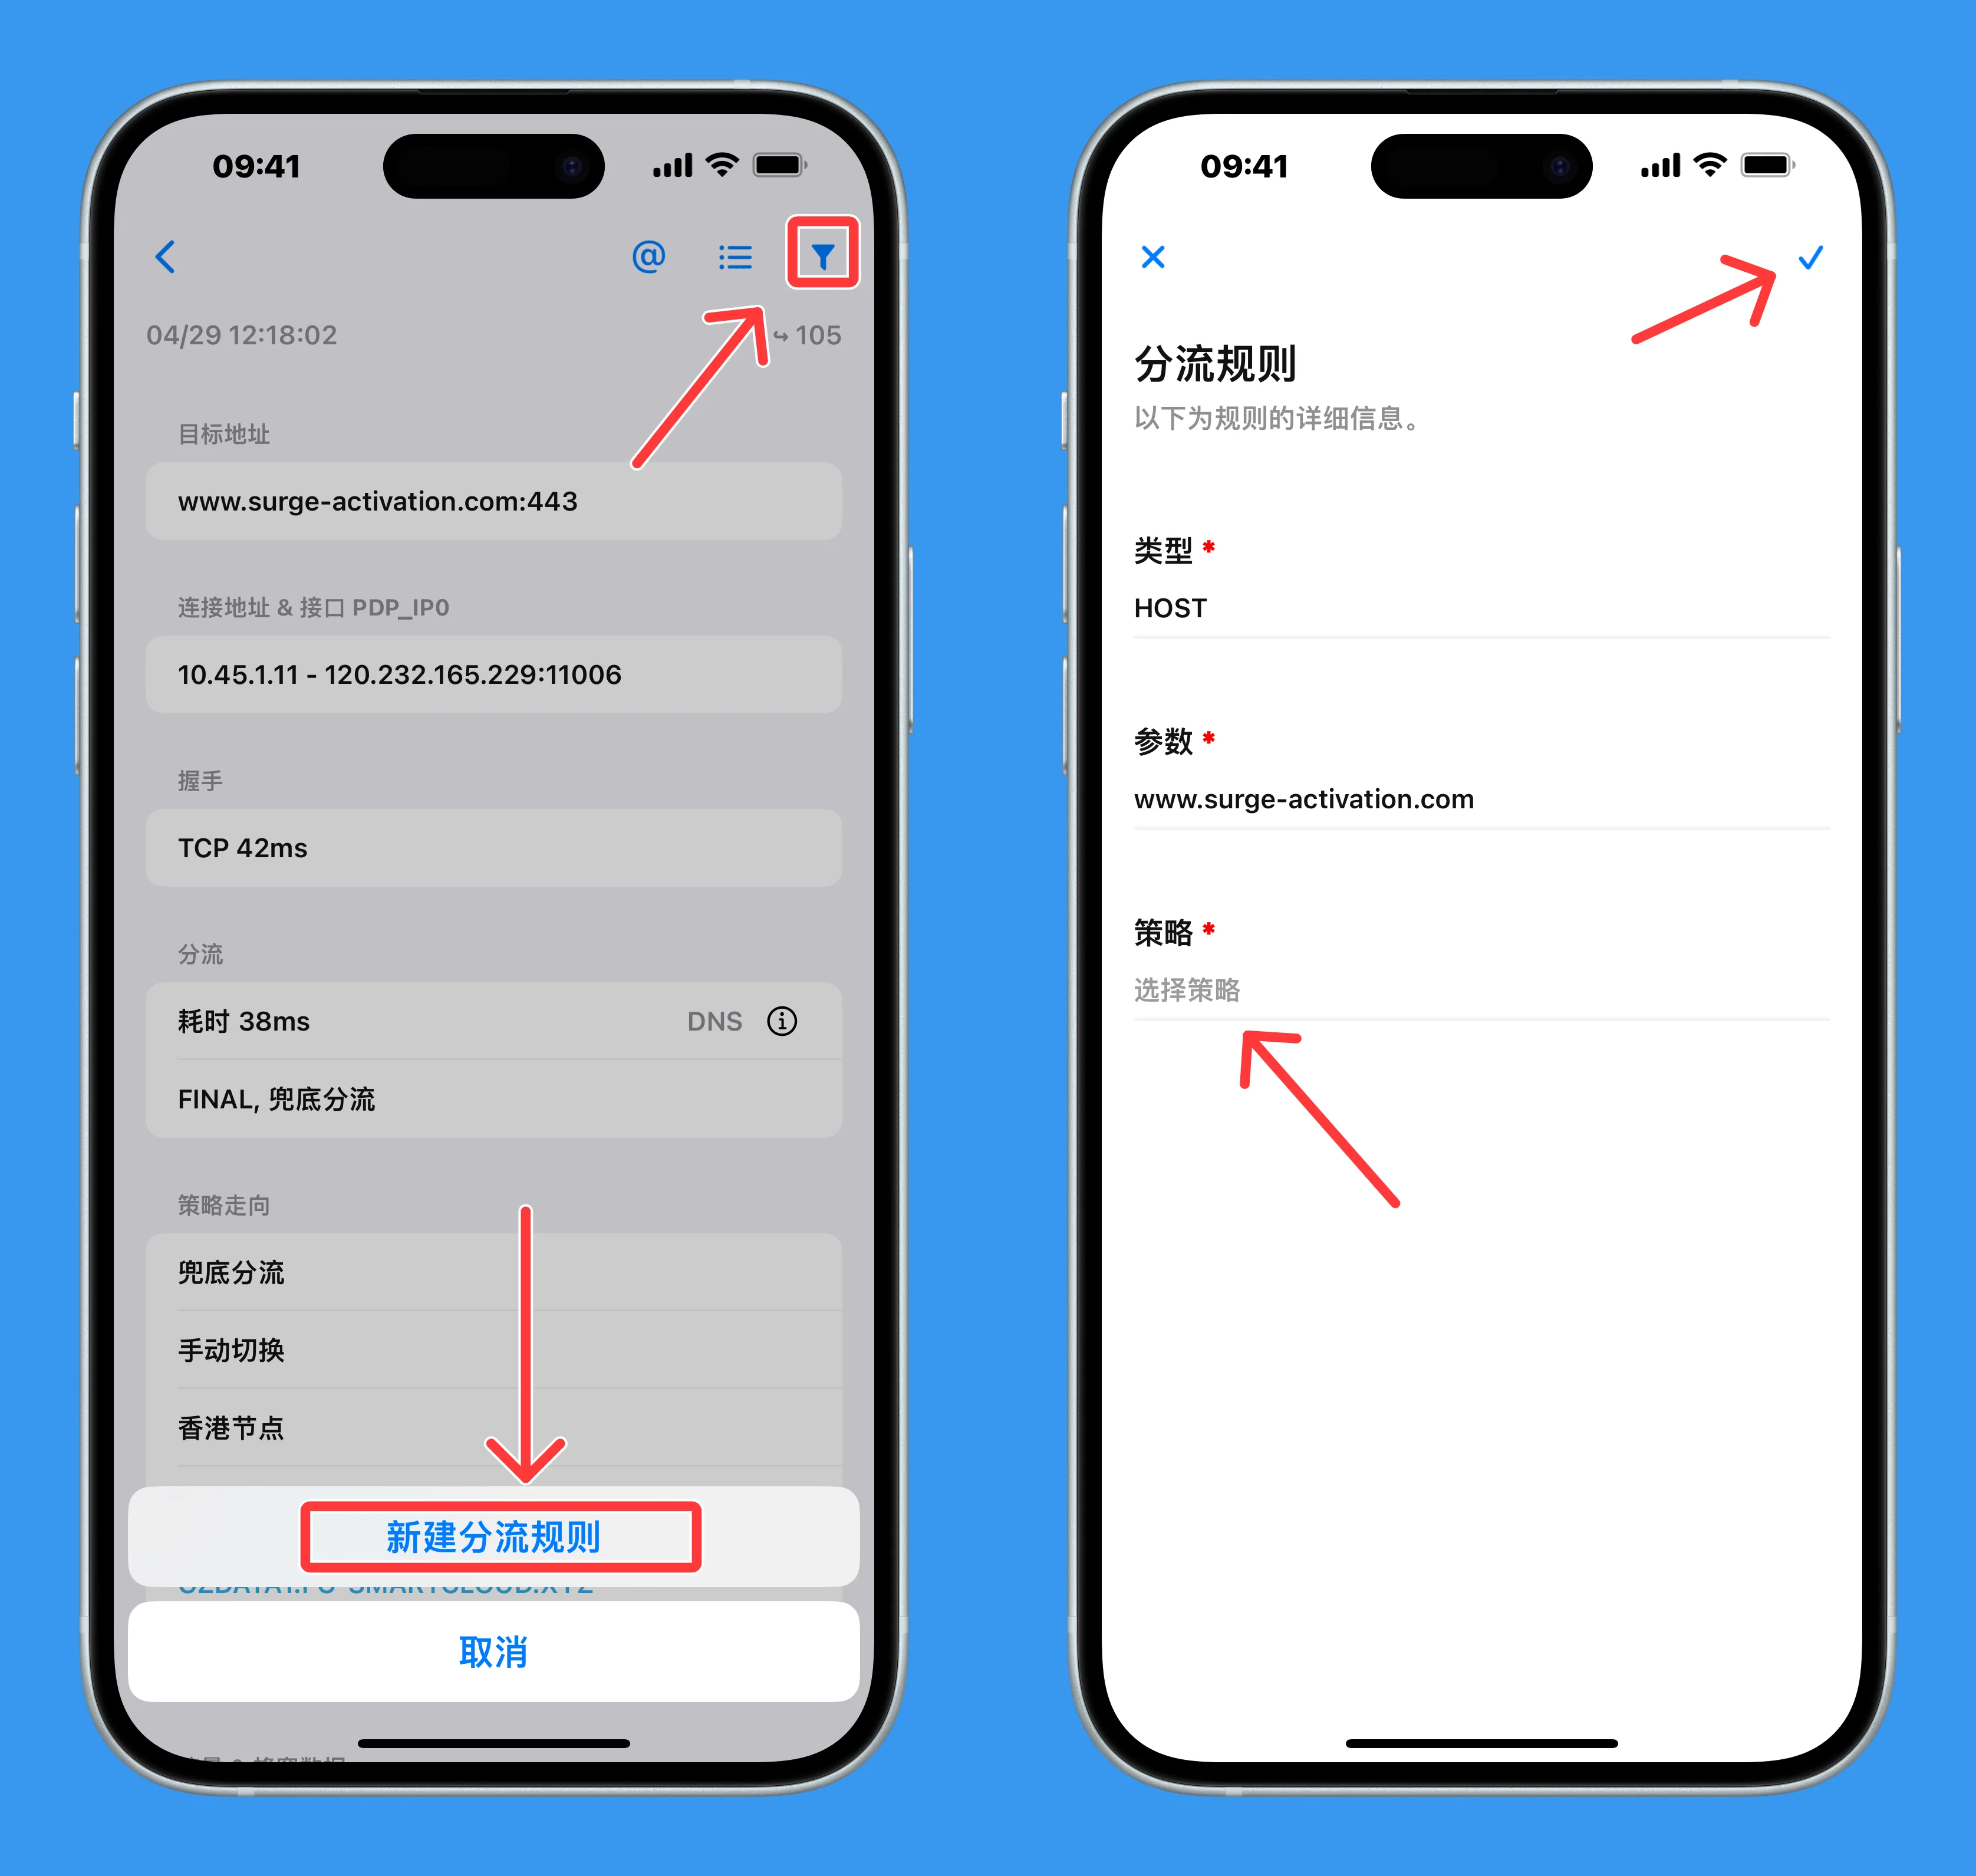 09:41
@
04/29 12:18:02
105
目标地址
www.surge-activation.com:443
连接地址 & 接口 PDP_IP0
10.45.1.11 - 120.232.165.229:11006
握手
TCP 42ms
分流
耗时 38ms DNS
FINAL, 兜底分流
策略走向
兜底分流
手动切换
香港节点
新建分流规则
取消
09:41
分流规则
以下为规则的详细信息。
类型 *
HOST
参数 *
www.surge-activation.com
策略 *
选择策略